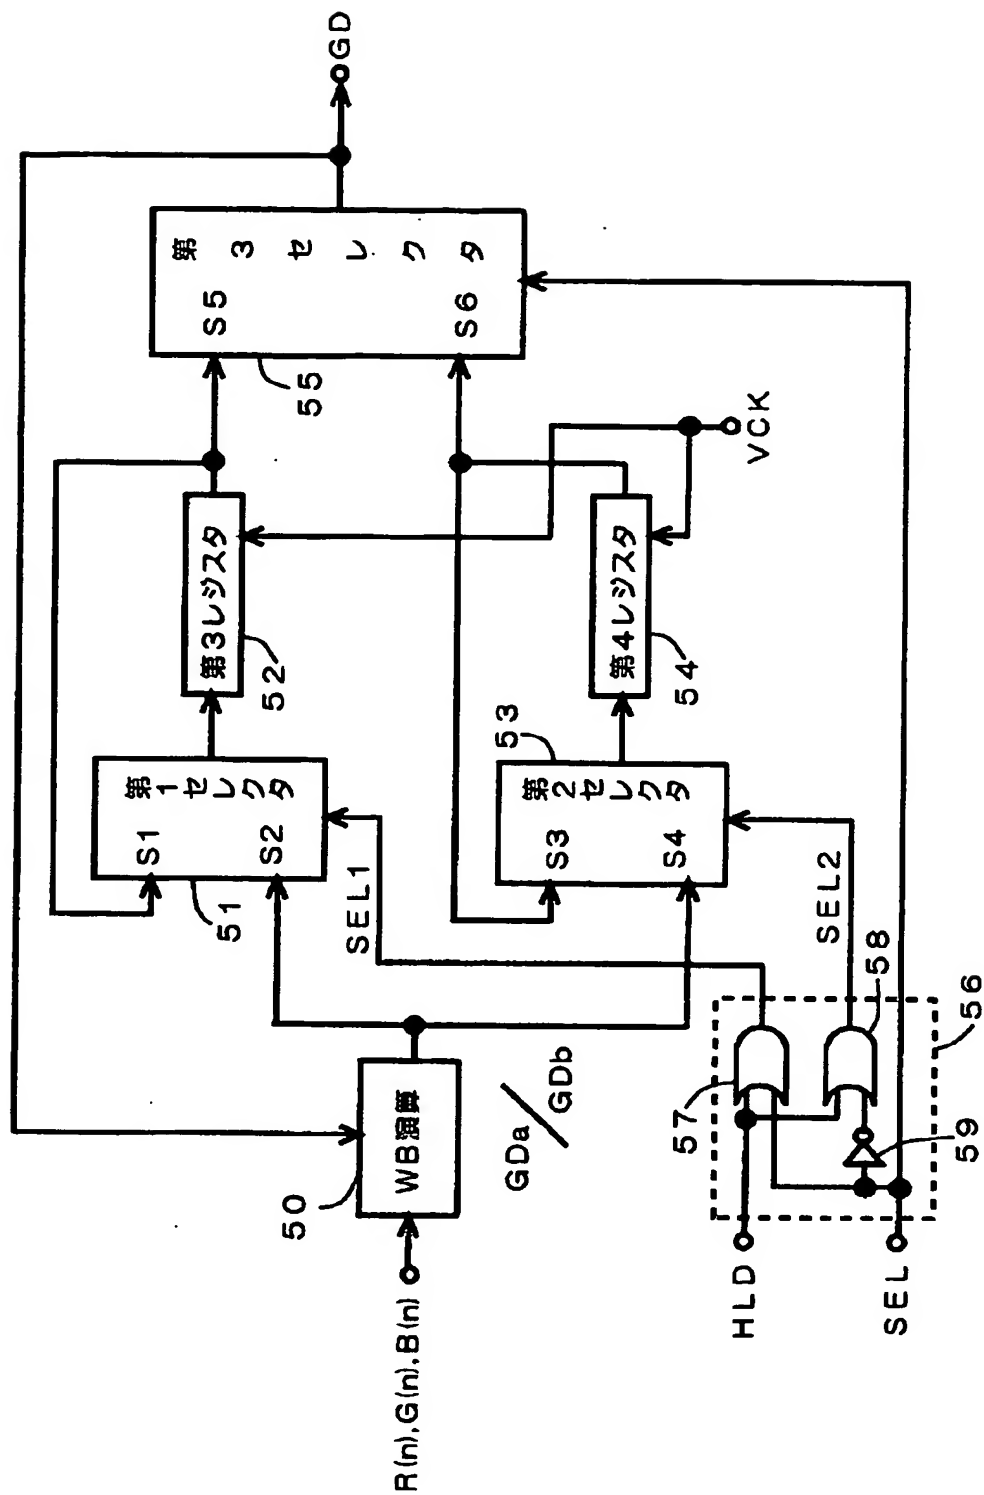 R(n),G(n),B(n)
50
WB演算
GDa/GDb
HLD
SEL
56
57
58
59
SEL1
SEL2
51
第1セレクタ
S1
S2
53
第2セレクタ
S3
S4
第3レジスタ
52
第4レジスタ
54
VCK
55
第3セレクタ
S5
S6
GD